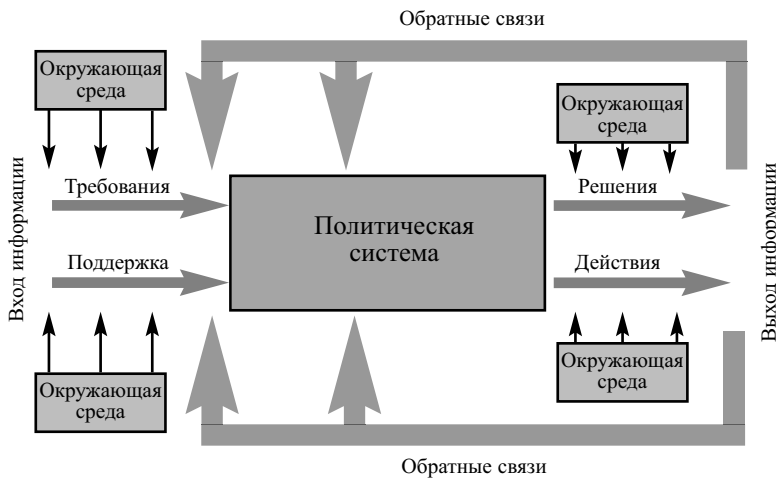 Обратные связи
Окружающая
среда
Окружающая
среда
Требования
Решения
Политическая
система
Поддержка
Действия
Вход информации
Выход информации
Окружающая
среда
Окружающая
среда
Обратные связи